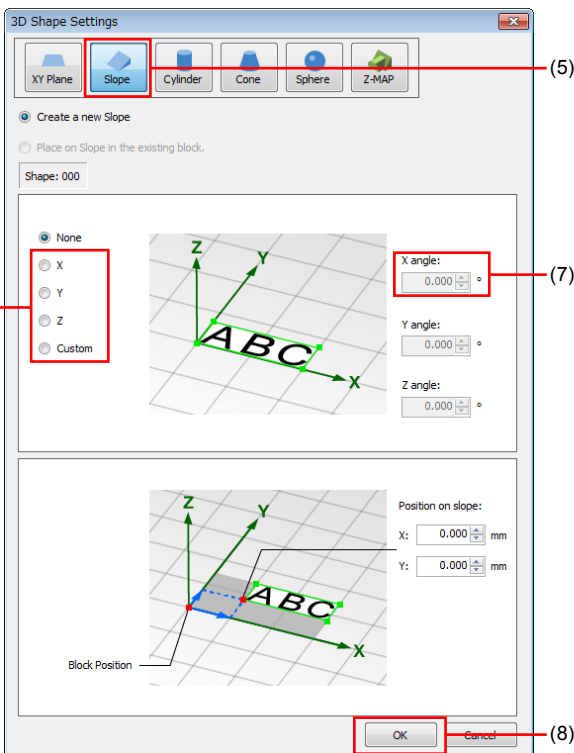 3D Shape Settings
XY Plane Slope Cylinder Cone Sphere Z-MAP
(5)
Create a new Slope
Place on Slope in the existing block.
Shape: 000
None
X
Y
Z
Custom
Z
Y
ABC
X
X angle:
0.000 °
(7)
Y angle:
0.000 °
Z angle:
0.000 °
Z
Y
ABC
X
Block Position
Position on slope:
X: 0.000 mm
Y: 0.000 mm
OK Cancel
(8)